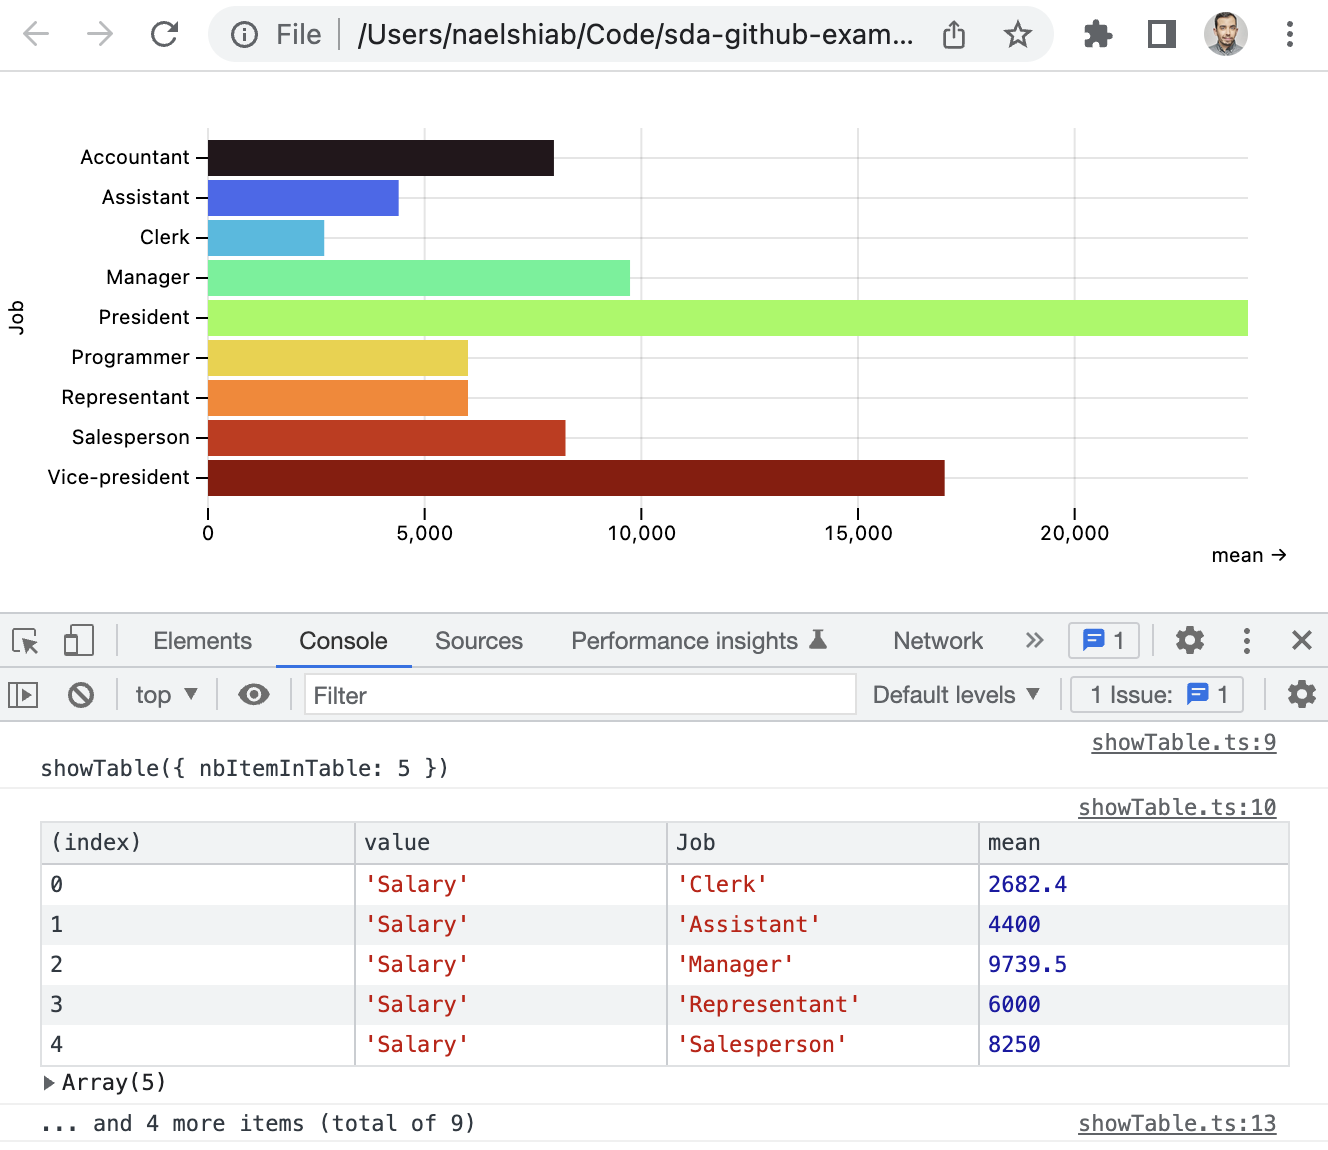 File /Users/naelshiab/Code/sda-github-exam...
Job
Accountant
Assistant
Clerk
Manager
President
Programmer
Representant
Salesperson
Vice-president
0 5,000 10,000 15,000 20,000
mean →
Elements Console Sources Performance insights Network » 1
top ▼ Filter Default levels ▼ 1 Issue: 1
showTable.ts:9
showTable({ nbItemInTable: 5 })
showTable.ts:10
(index) value Job mean
0 'Salary' 'Clerk' 2682.4
1 'Salary' 'Assistant' 4400
2 'Salary' 'Manager' 9739.5
3 'Salary' 'Representant' 6000
4 'Salary' 'Salesperson' 8250
▶ Array(5)
... and 4 more items (total of 9) showTable.ts:13